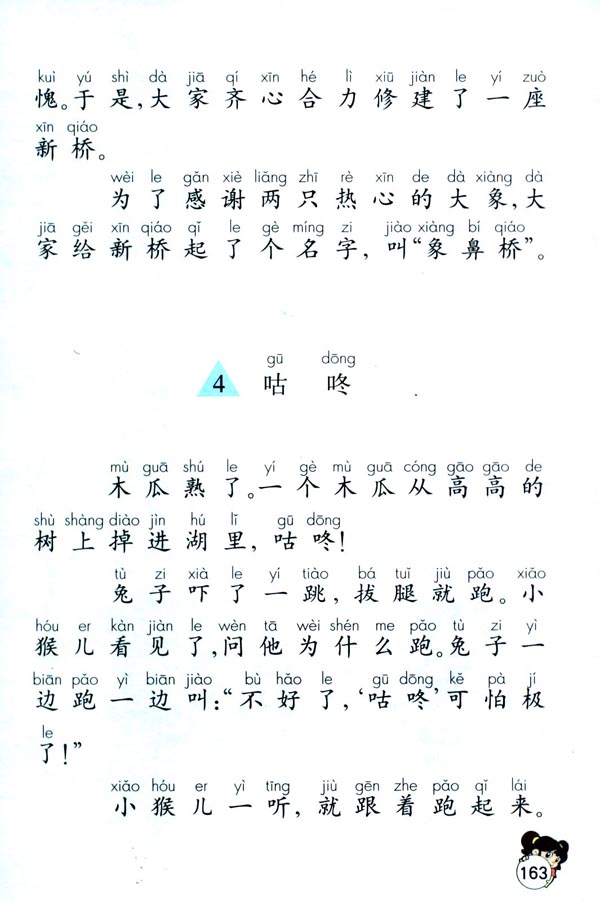 kuì yú shì dà jiā qí xīn hé lì xiū jiàn le yí zuò
愧。于是,大家齐心合力修建了一座
xīn qiáo
新桥。
wèi le gǎn xiè liǎng zhī rè xīn de dà xiàng dà
为了感谢两只热心的大象,大
jiā gěi xīn qiáo qǐ le gè míng zi jiào xiàng bí qiáo
家给新桥起了个名字,叫“象鼻桥”。
gū dōng
4 咕咚
mù guā shú le yí gè mù guā cóng gāo gāo de
木瓜熟了。一个木瓜从高高的
shù shàng diào jìn hú lǐ gū dōng
树上掉进湖里,咕咚!
tù zi xià le yí tiào bá tuǐ jiù pǎo xiǎo
兔子吓了一跳,拔腿就跑。小
hóu er kàn jiàn le wèn tā wèi shén me pǎo tù zi yì
猴儿看见了,问他为什么跑。兔子一
biān pǎo yì biān jiào bù hǎo le gū dōng kě pà jí
边跑一边叫:“不好了,‘咕咚’可怕极
le
了!”
xiǎo hóu er yì tīng jiù gēn zhe pǎo qǐ lái
小猴儿一听,就跟着跑起来。
163